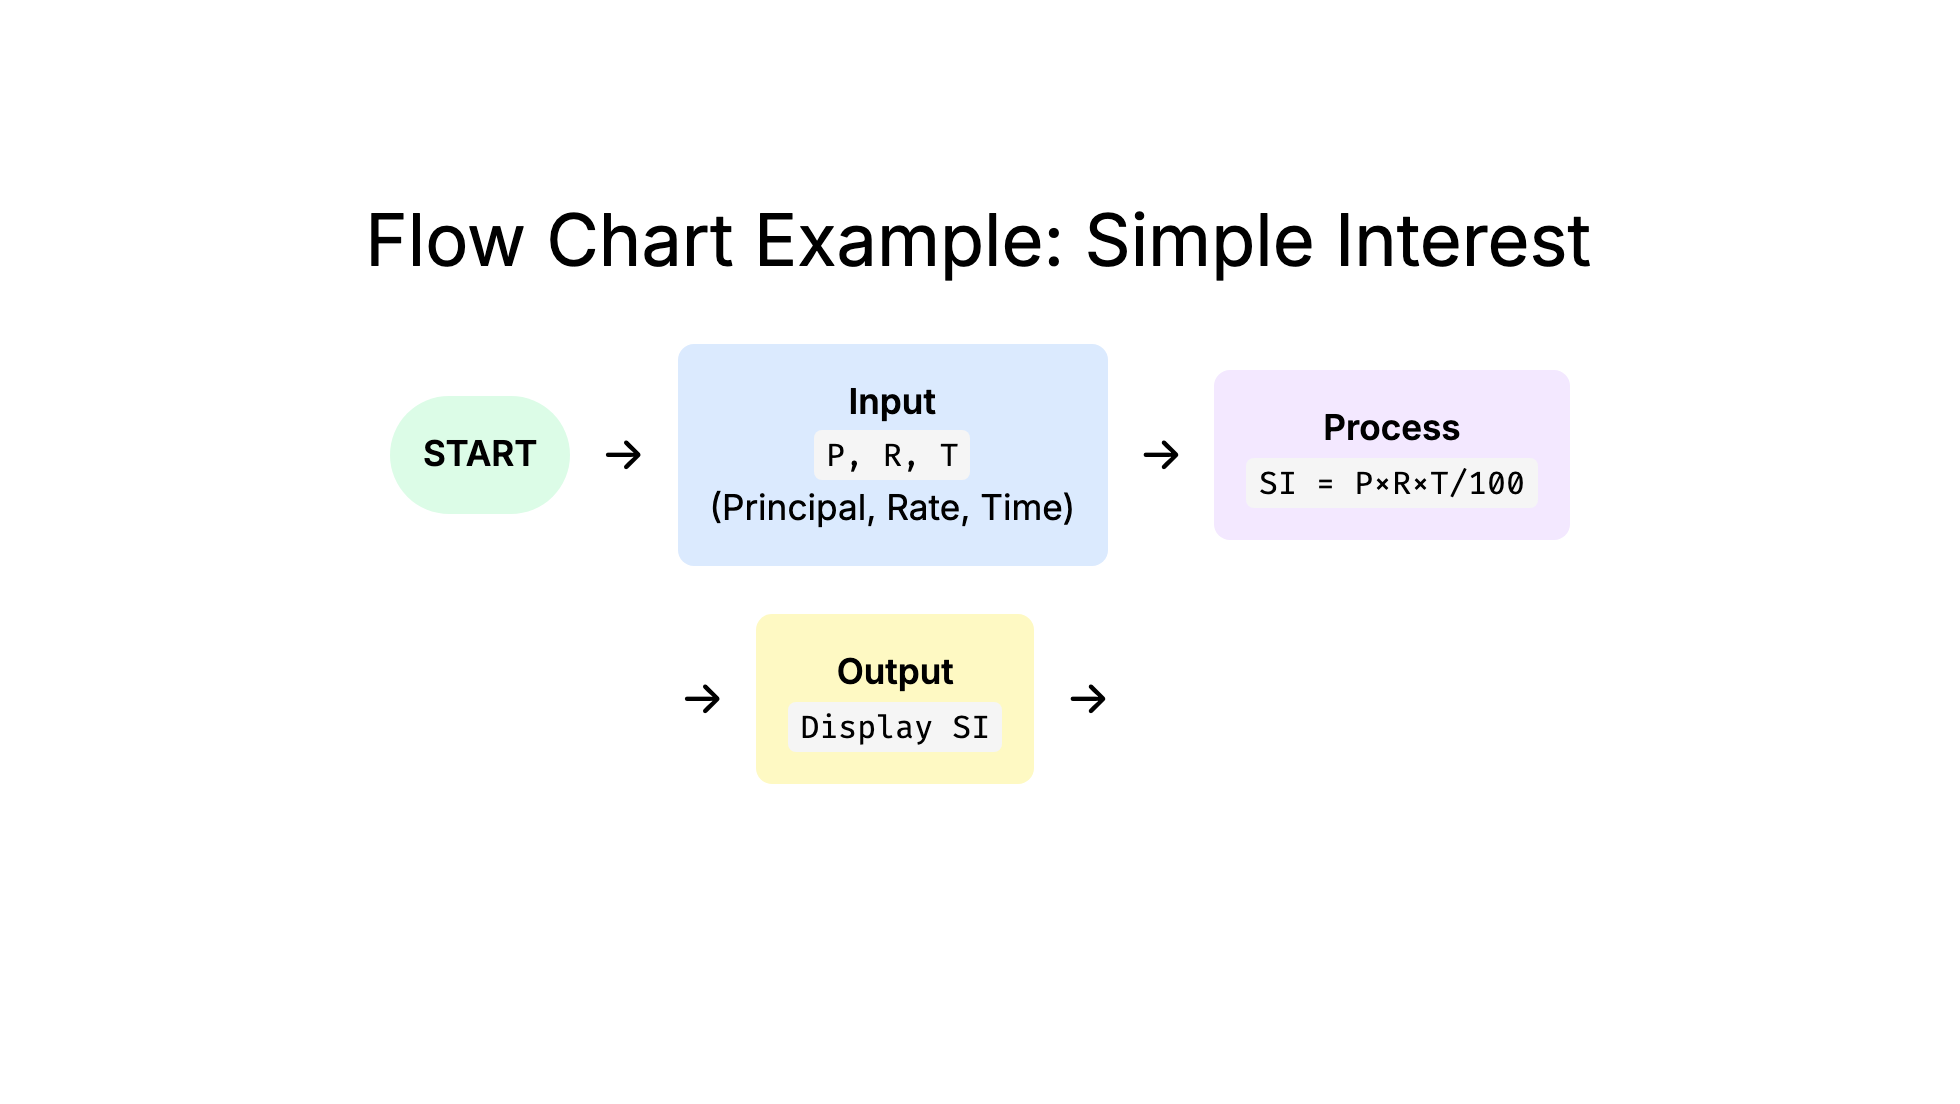 Flow Chart Example: Simple Interest
START
→
Input
P, R, T
(Principal, Rate, Time)
→
Process
SI = P×R×T/100
→
Output
Display SI
→